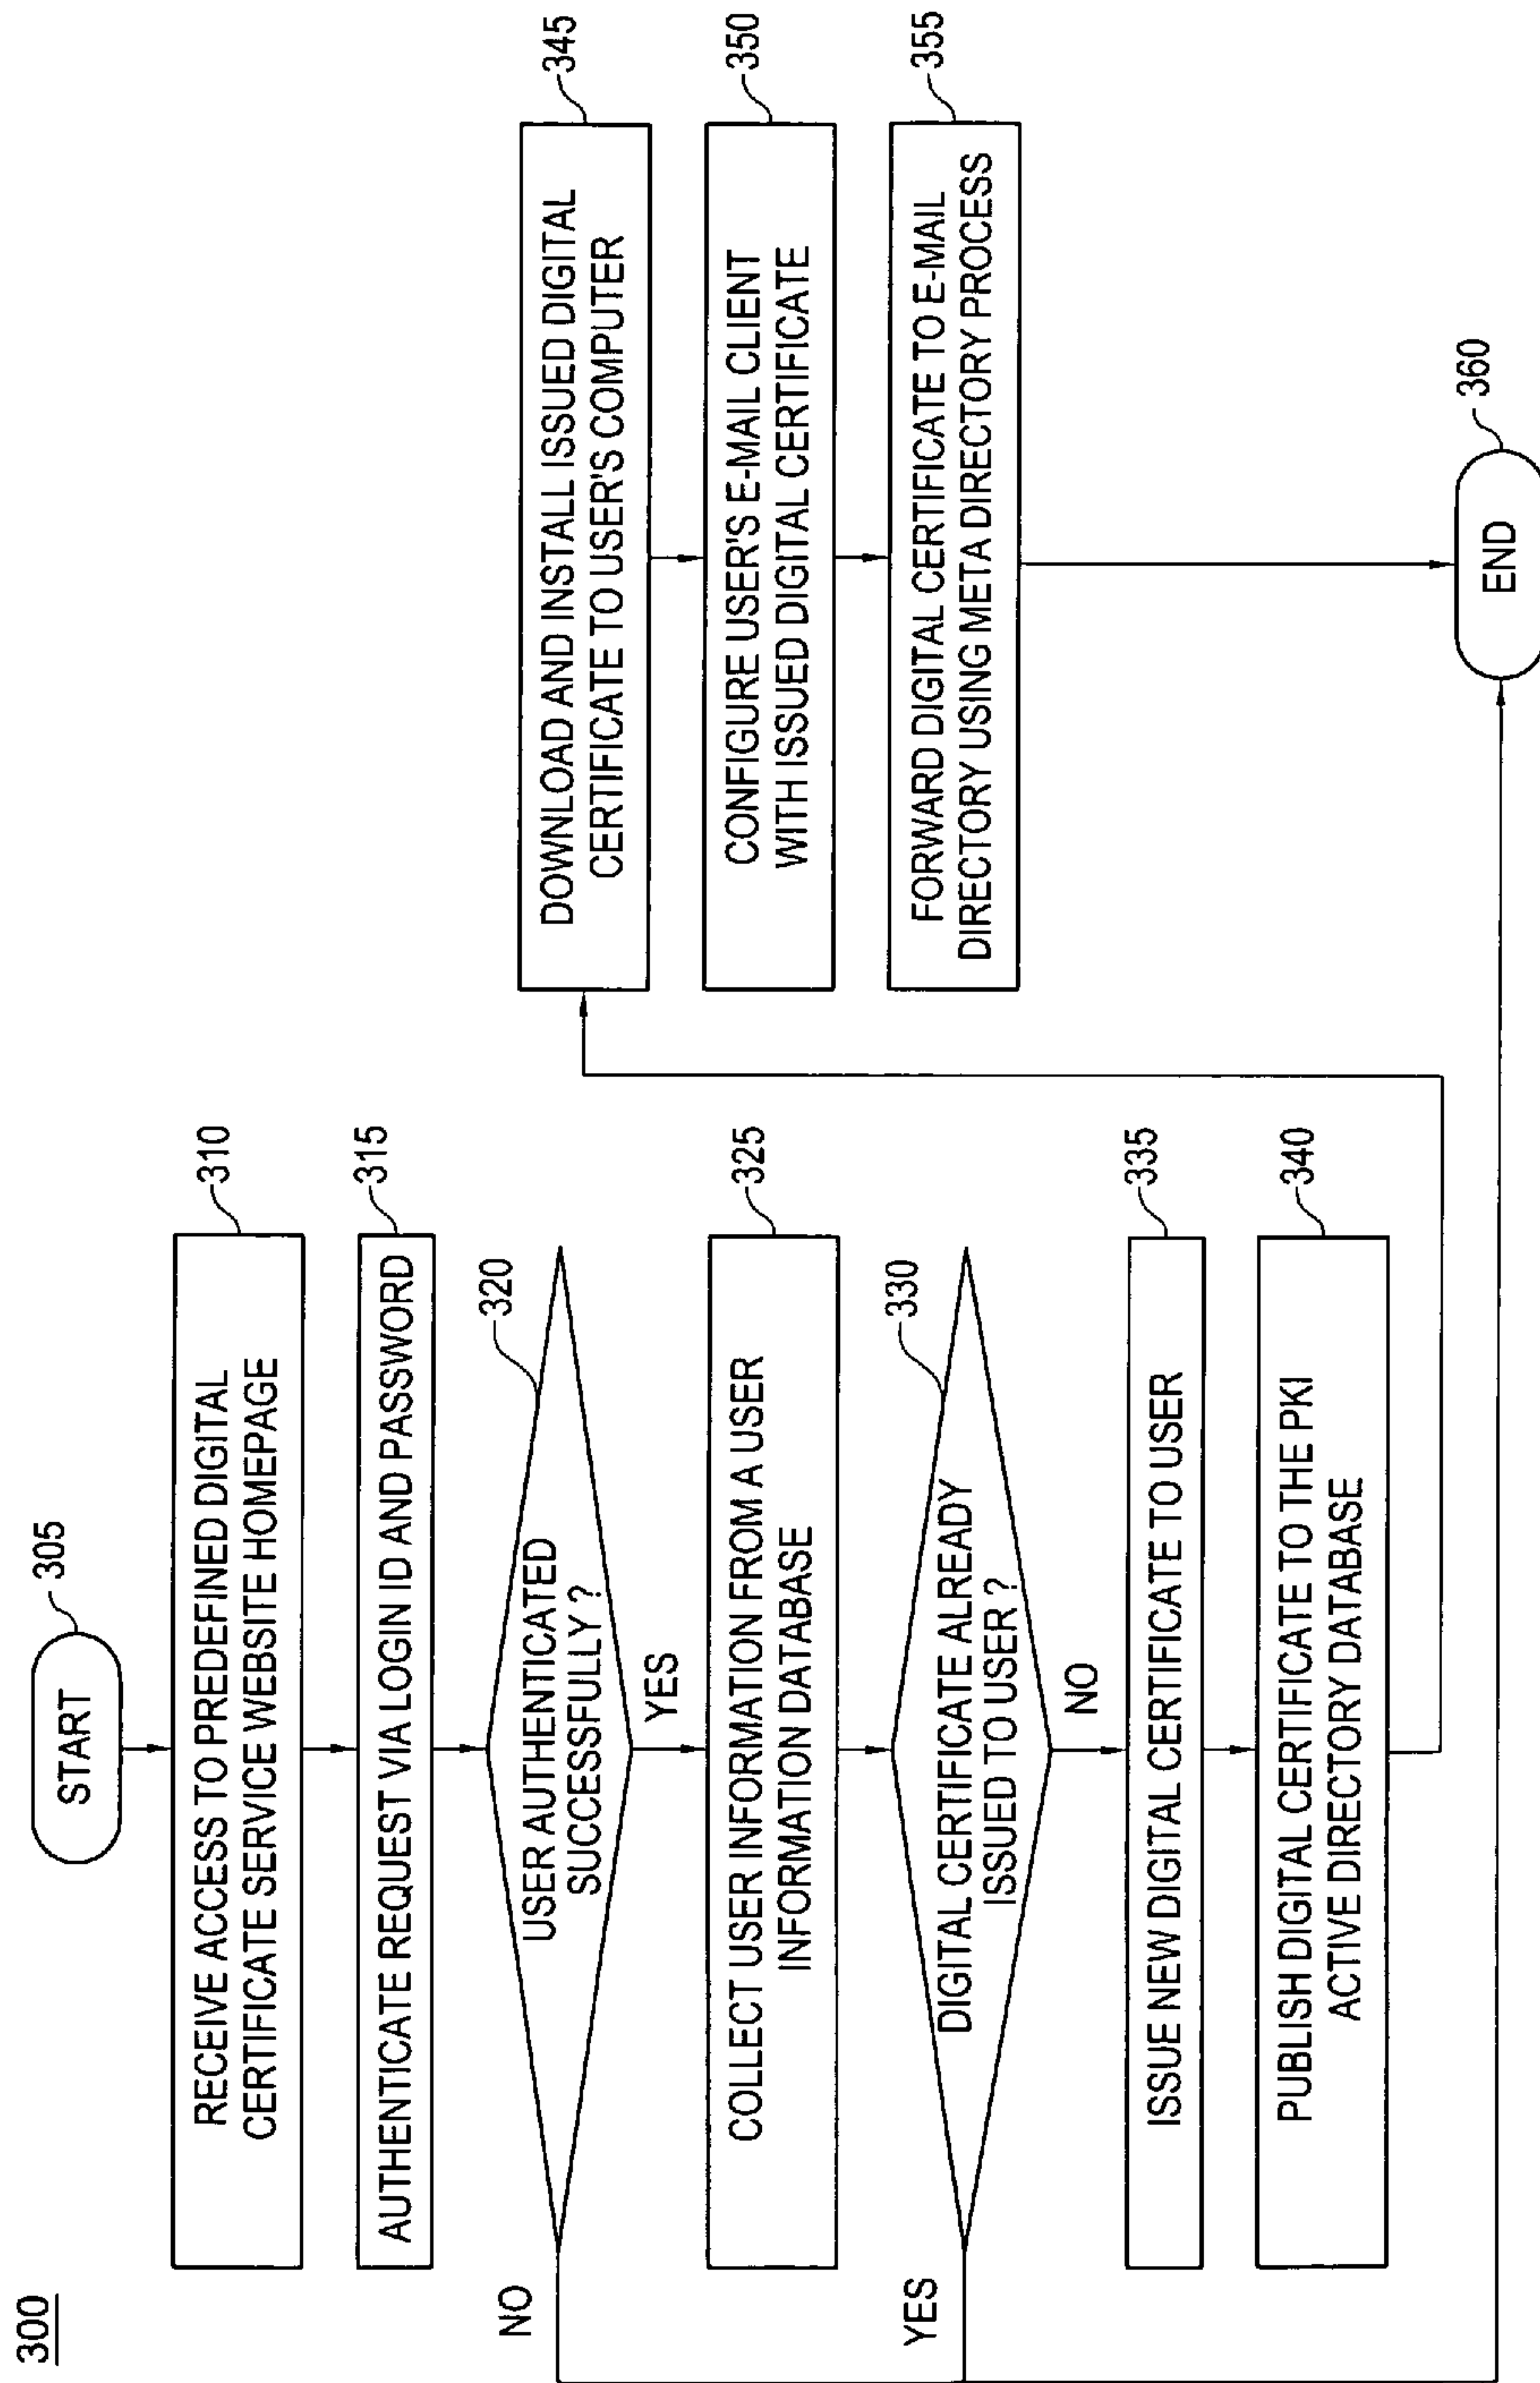 300
START
305
RECEIVE ACCESS TO PREDEFINED DIGITAL
CERTIFICATE SERVICE WEBSITE HOMEPAGE
310
AUTHENTICATE REQUEST VIA LOGIN ID AND PASSWORD
315
USER AUTHENTICATED
SUCCESSFULLY ?
320
NO
YES
COLLECT USER INFORMATION FROM A USER
INFORMATION DATABASE
325
DIGITAL CERTIFICATE ALREADY
ISSUED TO USER ?
330
YES
NO
ISSUE NEW DIGITAL CERTIFICATE TO USER
335
PUBLISH DIGITAL CERTIFICATE TO THE PKI
ACTIVE DIRECTORY DATABASE
340
DOWNLOAD AND INSTALL ISSUED DIGITAL
CERTIFICATE TO USER'S COMPUTER
345
CONFIGURE USER'S E-MAIL CLIENT
WITH ISSUED DIGITAL CERTIFICATE
350
FORWARD DIGITAL CERTIFICATE TO E-MAIL
DIRECTORY USING META DIRECTORY PROCESS
355
END
360